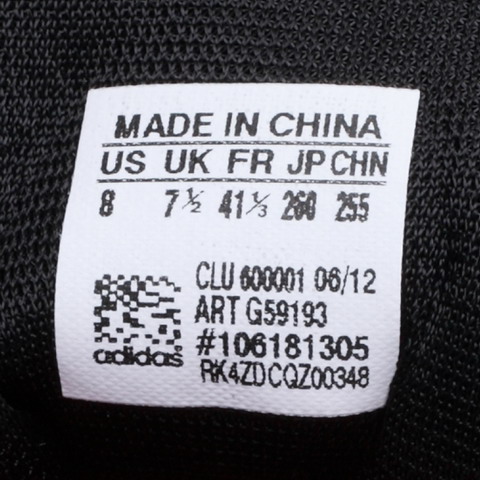 MADE IN CHINA
US UK FR JP CHN
8 7½ 41⅓ 260 255
CLU 600001 06/12
ART G59193
#106181305
adidas
RK4ZDCQZ00348